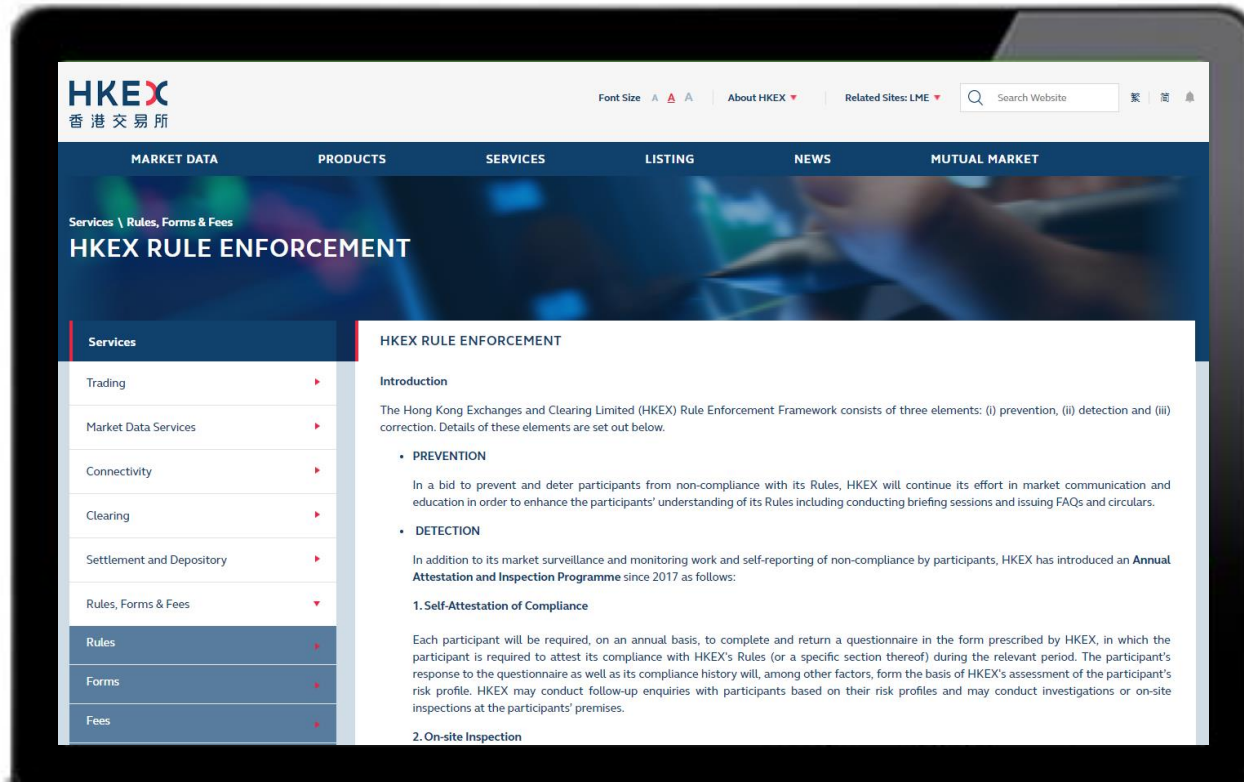 HKEX
香港交易所
Font Size A A A
About HKEX
Related Sites: LME
Search Website
繁 简
MARKET DATA
PRODUCTS
SERVICES
LISTING
NEWS
MUTUAL MARKET
Services \ Rules, Forms & Fees
HKEX RULE ENFORCEMENT
Services
Trading
Market Data Services
Connectivity
Clearing
Settlement and Depository
Rules, Forms & Fees
Rules
Forms
Fees
HKEX RULE ENFORCEMENT
Introduction
The Hong Kong Exchanges and Clearing Limited (HKEX) Rule Enforcement Framework consists of three elements: (i) prevention, (ii) detection and (iii)
correction. Details of these elements are set out below.
• PREVENTION
In a bid to prevent and deter participants from non-compliance with its Rules, HKEX will continue its effort in market communication and
education in order to enhance the participants' understanding of its Rules including conducting briefing sessions and issuing FAQs and circulars.
• DETECTION
In addition to its market surveillance and monitoring work and self-reporting of non-compliance by participants, HKEX has introduced an Annual
Attestation and Inspection Programme since 2017 as follows:
1. Self-Attestation of Compliance
Each participant will be required, on an annual basis, to complete and return a questionnaire in the form prescribed by HKEX, in which the
participant is required to attest its compliance with HKEX's Rules (or a specific section thereof) during the relevant period. The participant's
response to the questionnaire as well as its compliance history will, among other factors, form the basis of HKEX's assessment of the participant's
risk profile. HKEX may conduct follow-up enquiries with participants based on their risk profiles and may conduct investigations or on-site
inspections at the participants' premises.
2. On-site Inspection